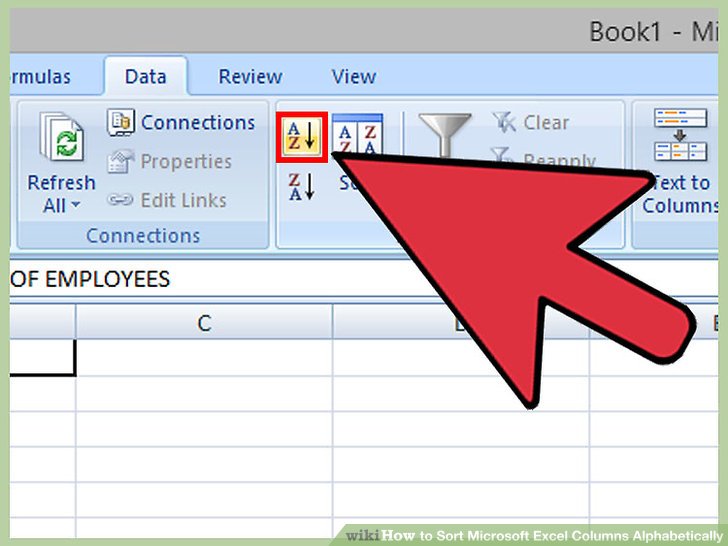 Book1 - Mi
rmulas Data Review View
Refresh All
Connections
Properties
Edit Links
Connections
A Z
Z A
A Z Z A
Clear
Reapply
Text to Columns
OF EMPLOYEES
C
wikiHow to Sort Microsoft Excel Columns Alphabetically